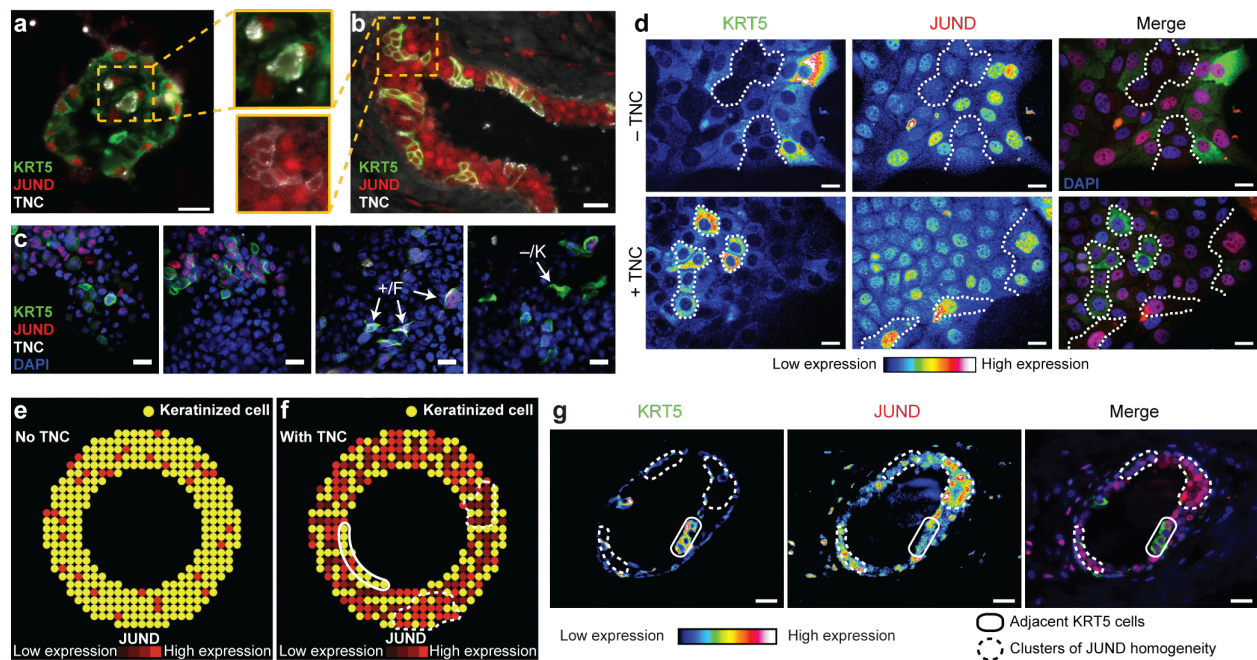 a
KRT5
JUND
TNC
b
KRT5
JUND
TNC
c
KRT5
JUND
TNC
DAPI
+/F
–/K
d
KRT5
JUND
Merge
– TNC
DAPI
+ TNC
Low expression
High expression
e
Keratinized cell
No TNC
JUND
Low expression
High expression
f
Keratinized cell
With TNC
JUND
Low expression
High expression
g
KRT5
JUND
Merge
Low expression
High expression
Adjacent KRT5 cells
Clusters of JUND homogeneity